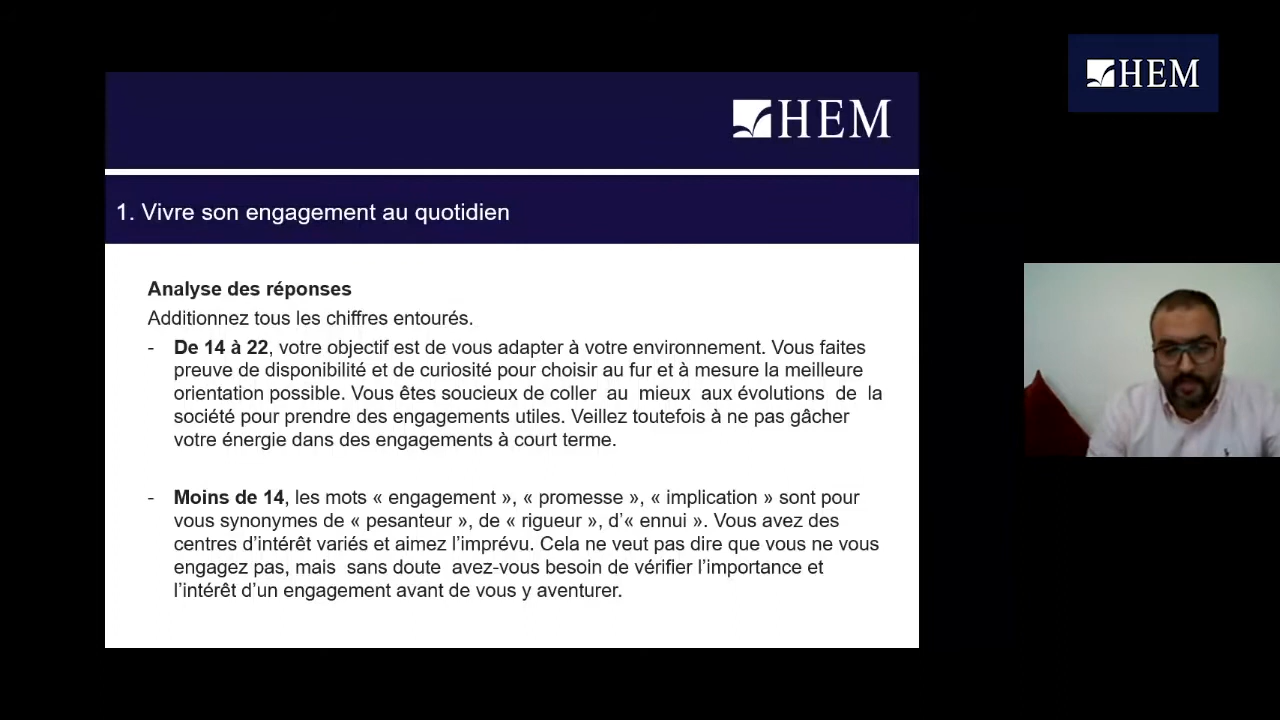 HEM
HEM
1. Vivre son engagement au quotidien
Analyse des réponses
Additionnez tous les chiffres entourés.
- De 14 à 22, votre objectif est de vous adapter à votre environnement. Vous faites
preuve de disponibilité et de curiosité pour choisir au fur et à mesure la meilleure
orientation possible. Vous êtes soucieux de coller au mieux aux évolutions de la
société pour prendre des engagements utiles. Veillez toutefois à ne pas gâcher
votre énergie dans des engagements à court terme.
- Moins de 14, les mots « engagement », « promesse », « implication » sont pour
vous synonymes de « pesanteur », de « rigueur », d’« ennui ». Vous avez des
centres d’intérêt variés et aimez l’imprévu. Cela ne veut pas dire que vous ne vous
engagez pas, mais sans doute avez-vous besoin de vérifier l’importance et
l’intérêt d’un engagement avant de vous y aventurer.